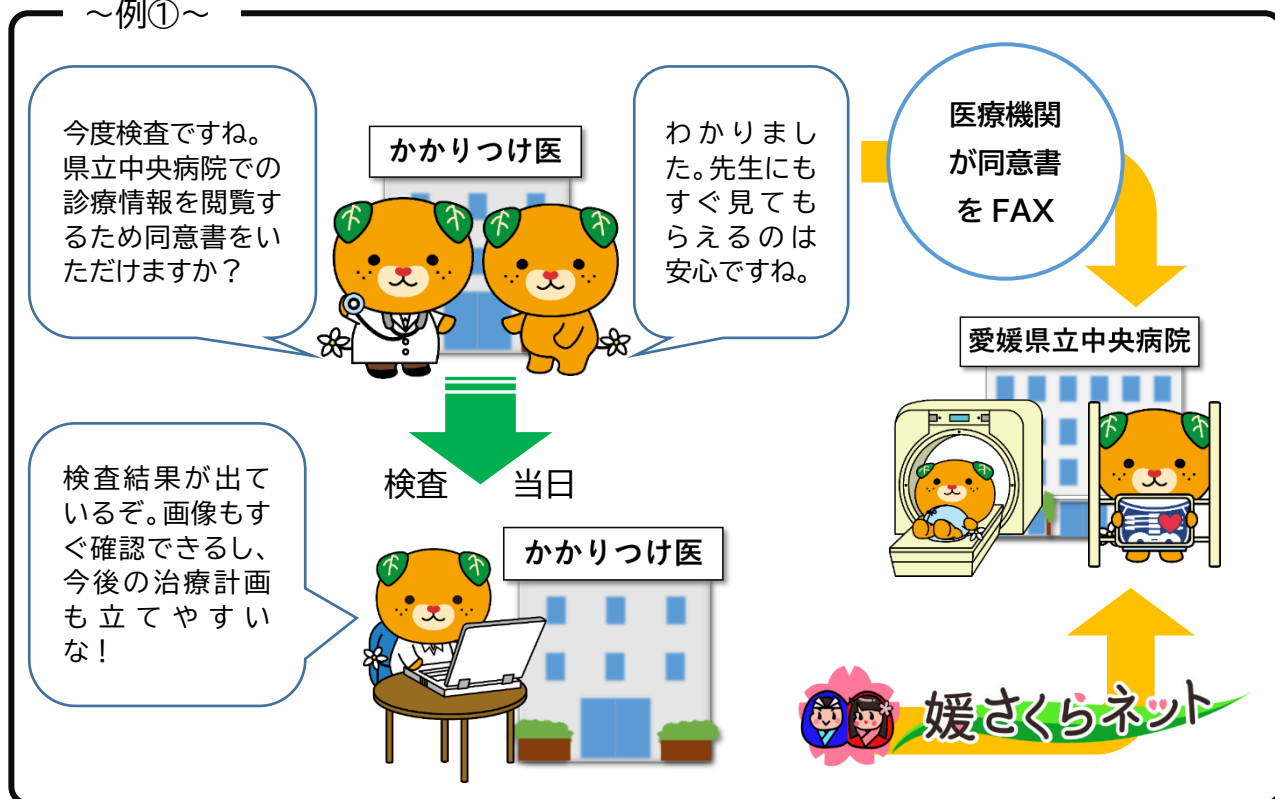 ~例①~
今度検査ですね。
県立中央病院での
診療情報を閲覧す
るため同意書をい
ただけますか？
かかりつけ医
わかりまし
た。先生にも
すぐ見ても
らえるのは
安心ですね。
医療機関
が同意書
を FAX
愛媛県立中央病院
検査 当日
検査結果が出て
いるぞ。画像もす
ぐ確認できるし、
今後の治療計画
も立てやすい
な！
かかりつけ医
媛さくらネット